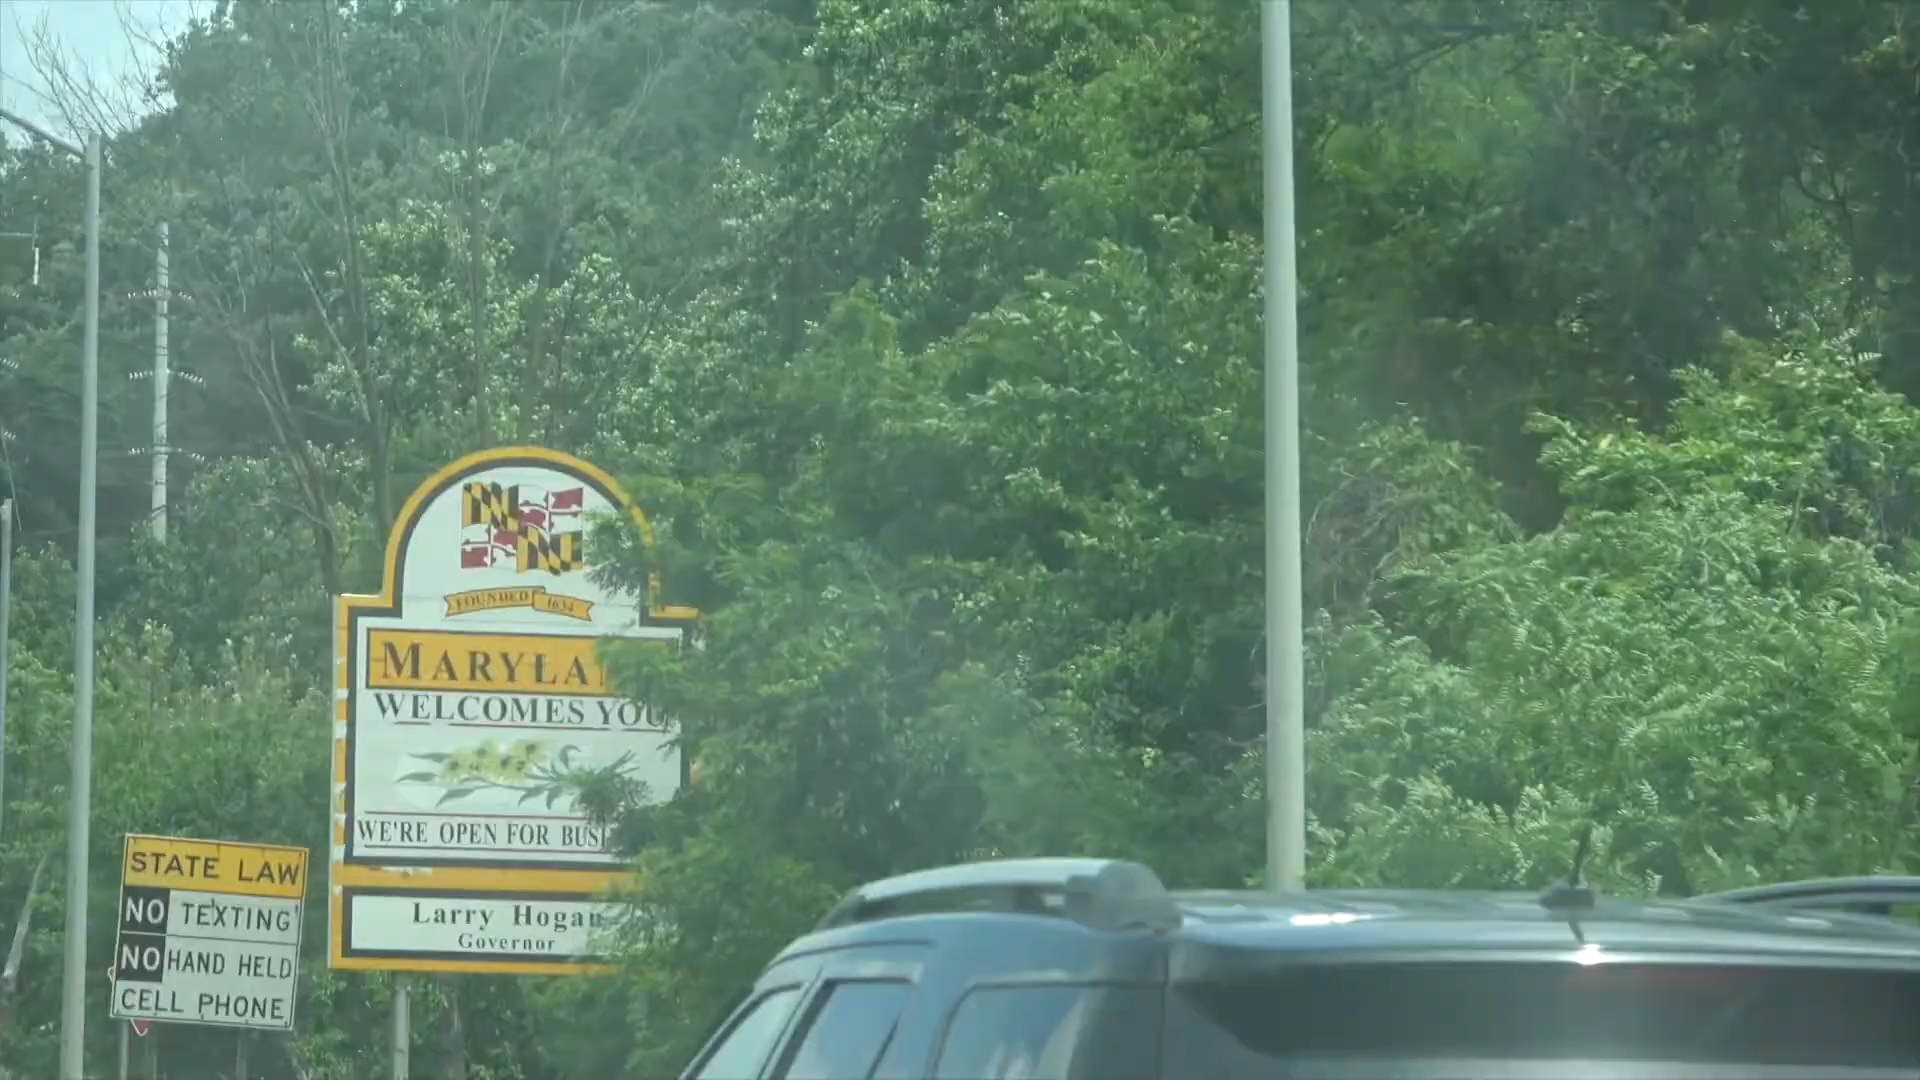 FOUNDED 1634
MARYLA
WELCOMES YOU
WE'RE OPEN FOR BUSI
Larry Hogan
Governor
STATE LAW
NO TEXTING
NO HAND HELD
CELL PHONE